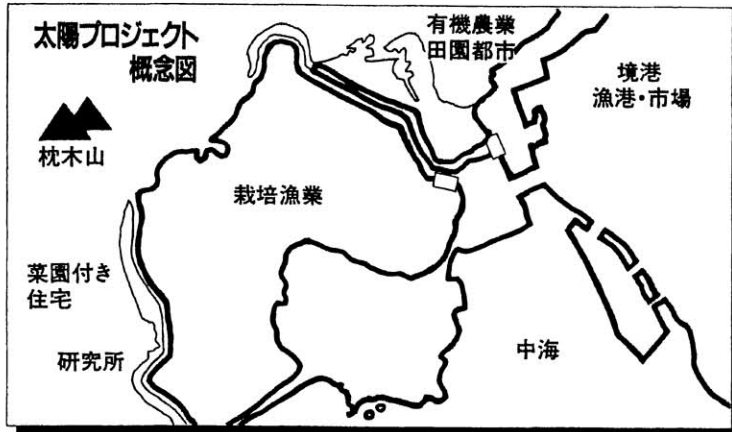 太陽プロジェクト
概念図
有機農業
田園都市
境港
漁港・市場
枕木山
栽培漁業
菜園付き
住宅
研究所
中海